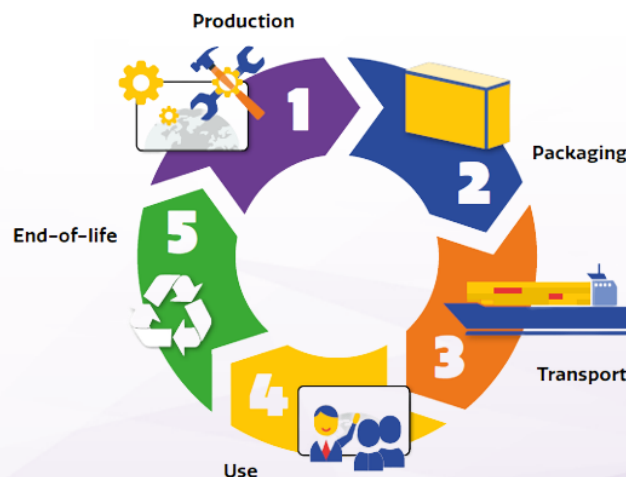 Production
1
Packaging
2
Transport
3
Use
4
End-of-life
5